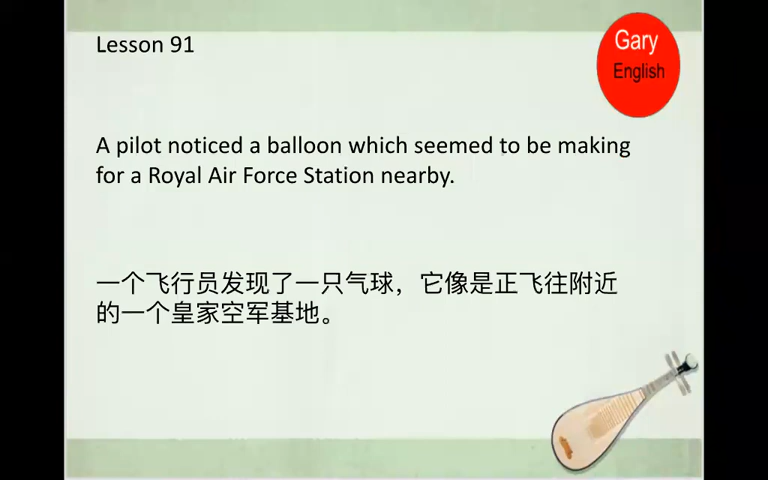 Lesson 91
Gary
English
A pilot noticed a balloon which seemed to be making
for a Royal Air Force Station nearby.
一个飞行员发现了一只气球，它像是正飞往附近
的一个皇家空军基地。